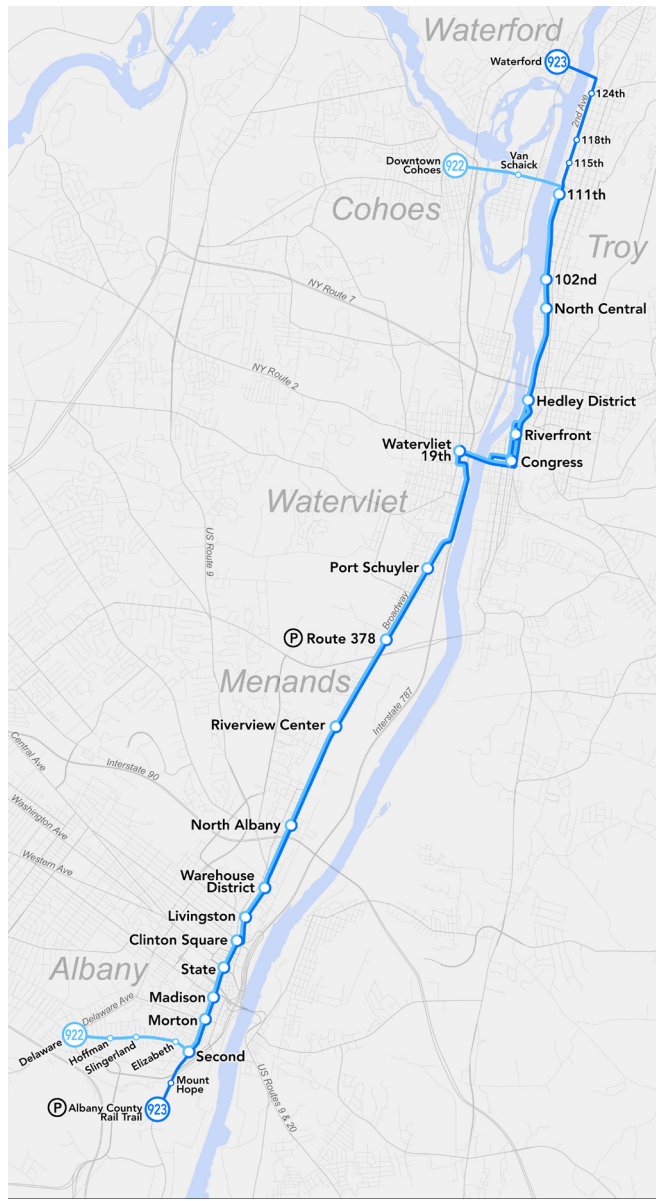 Waterford
Waterford
923
124th
2nd Ave
118th
115th
Downtown
Cohoes
922
Van
Schaick
111th
Cohoes
Troy
102nd
NY Route 7
North Central
NY Route 2
Hedley District
Riverfront
Watervliet
19th
Congress
Watervliet
US Route 9
Port Schuyler
Broadway
P Route 378
Menands
Interstate 787
Riverview Center
Central Ave
Interstate 90
Washington Ave
North Albany
Western Ave
Warehouse
District
Livingston
Clinton Square
Albany
State
Madison
Delaware Ave
Morton
922
Delaware
Hoffman
Slingerland
Elizabeth
Second
US Routes 9 & 20
Mount
Hope
P Albany County
Rail Trail
923